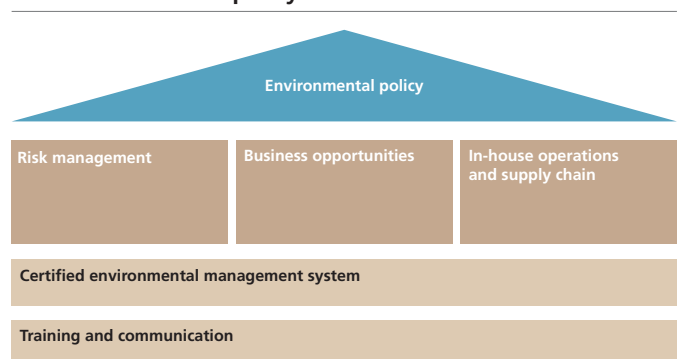 Environmental policy
Risk management
Business opportunities
In-house operations
and supply chain
Certified environmental management system
Training and communication